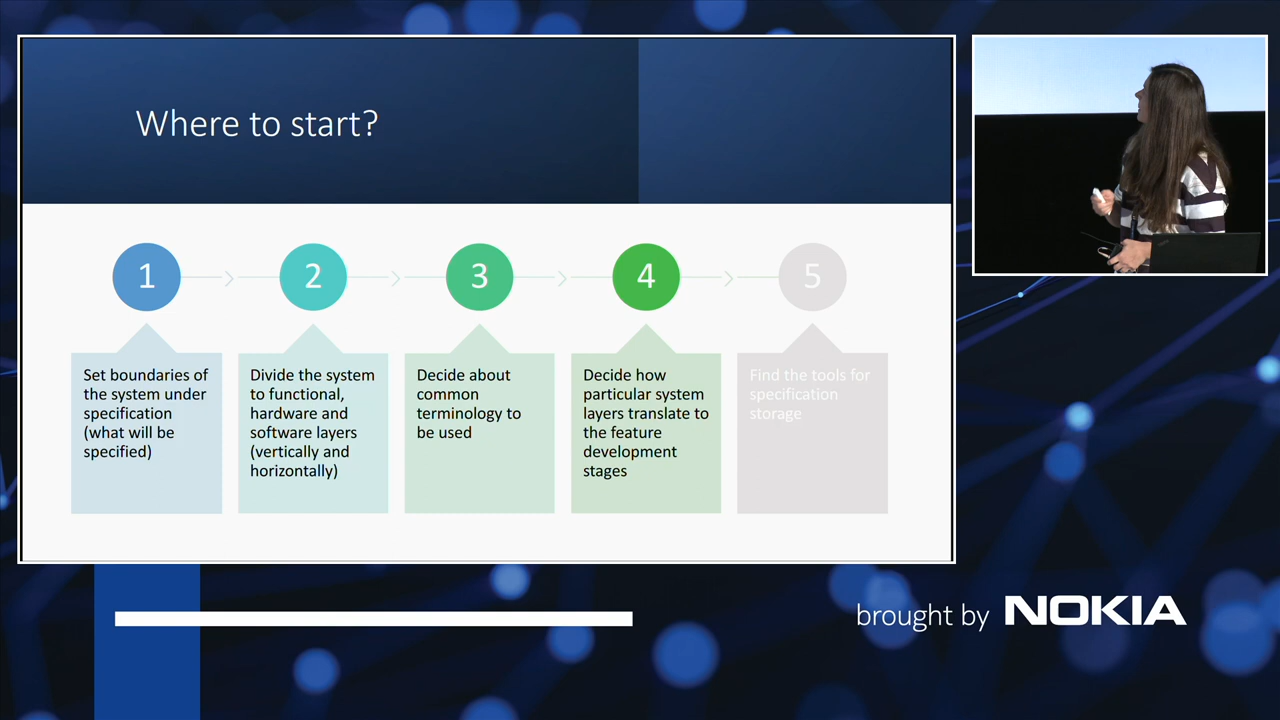 Where to start?
1
2
3
4
5
Set boundaries of
the system under
specification
(what will be
specified)
Divide the system
to functional,
hardware and
software layers
(vertically and
horizontally)
Decide about
common
terminology to
be used
Decide how
particular system
layers translate to
the feature
development
stages
Find the tools for
specification
storage
brought by NOKIA